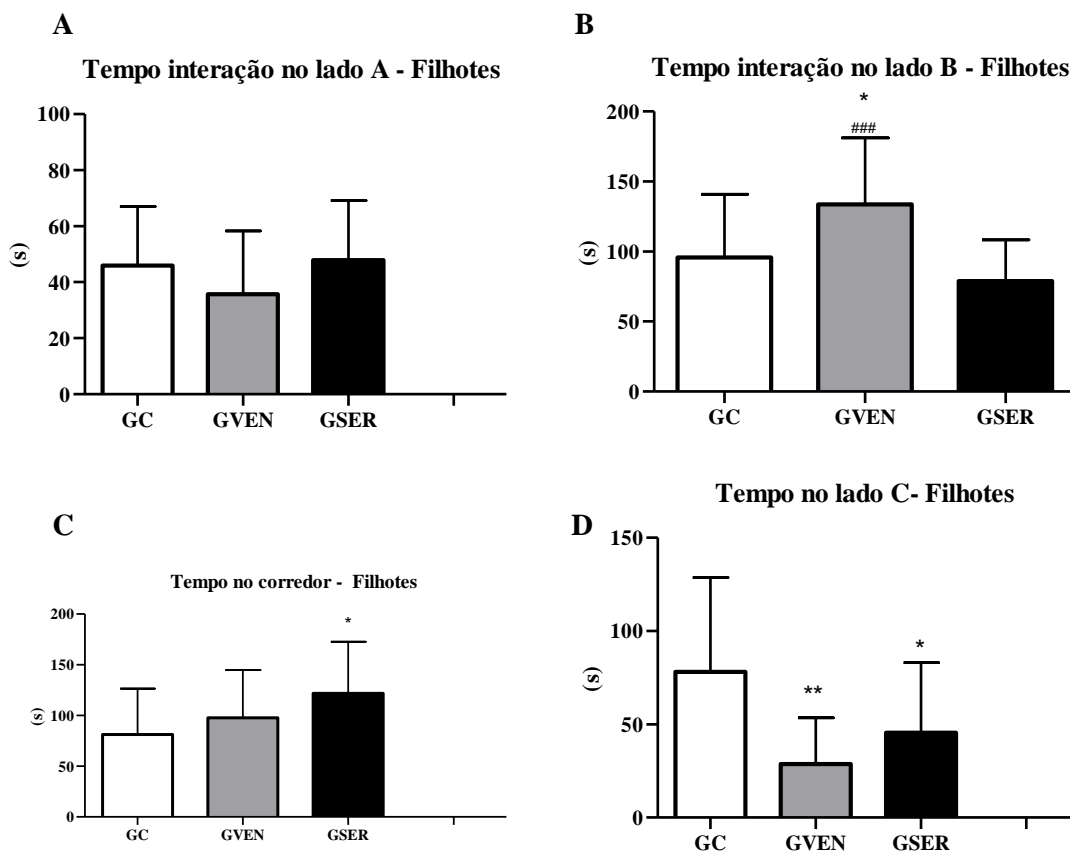 A
Tempo interação no lado A - Filhotes
100
80
60
40
20
0
(s)
GC GVEN GSER
B
Tempo interação no lado B - Filhotes
*
###
200
150
100
50
0
(s)
GC GVEN GSER
C
Tempo no corredor - Filhotes
*
200
150
100
50
0
(s)
GC GVEN GSER
D
Tempo no lado C- Filhotes
150
100
50
0
(s)
**
*
GC GVEN GSER